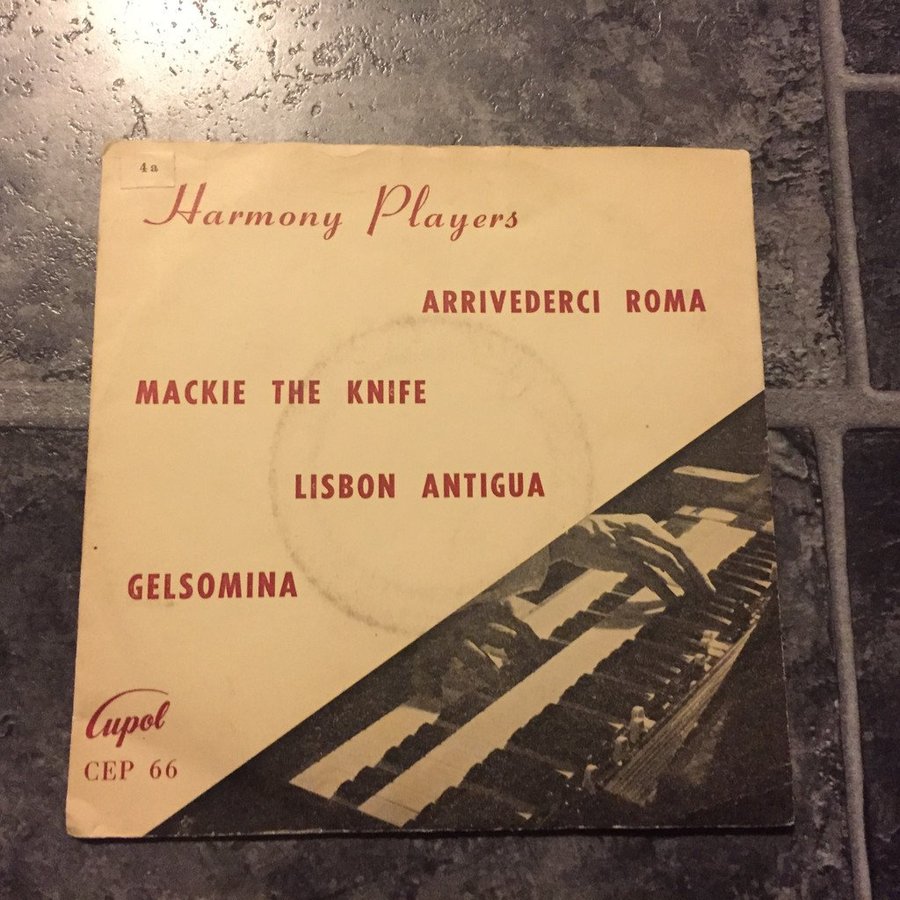 4a
Harmony Players
ARRIVEDERCI ROMA
MACKIE THE KNIFE
LISBON ANTIGUA
GELSOMINA
Cupol
CEP 66